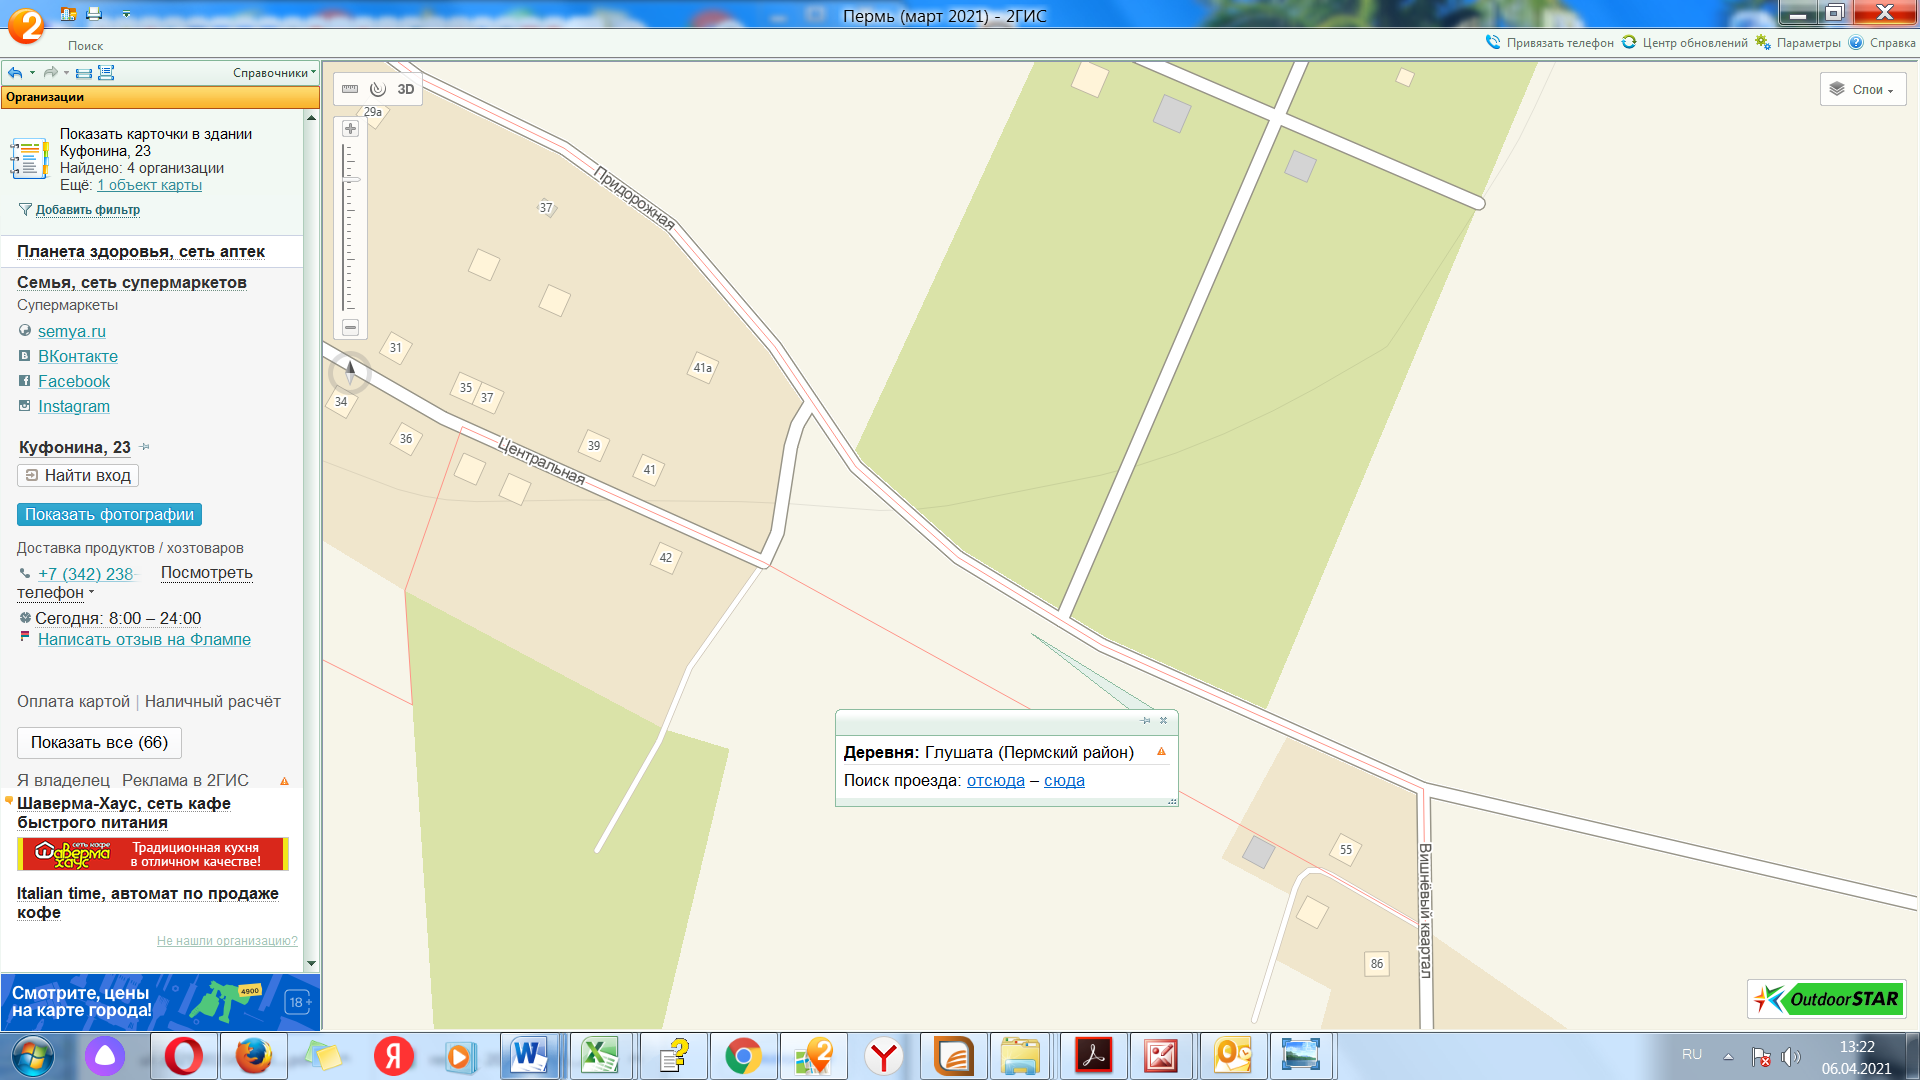 Пермь (март 2021) - 2ГИС
Поиск
Привязать телефон
Центр обновлений
Параметры
Справка
Справочники
Организации
Показать карточки в здании
Куфонина, 23
Найдено: 4 организации
Ещё: 1 объект карты
Добавить фильтр
Планета здоровья, сеть аптек
Семья, сеть супермаркетов
Супермаркеты
semya.ru
ВКонтакте
Facebook
Instagram
Куфонина, 23
Найти вход
Показать фотографии
Доставка продуктов / хозтоваров
+7 (342) 238-
Посмотреть
телефон
Сегодня: 8:00 – 24:00
Написать отзыв на Флампе
Оплата картой | Наличный расчёт
Показать все (66)
Я владелец Реклама в 2ГИС
Шаверма-Хаус, сеть кафе
быстрого питания
сеть кафе
Шаверма
хаус
Традиционная кухня
в отличном качестве!
Italian time, автомат по продаже
кофе
Не нашли организацию?
Смотрите, цены
на карте города!
4900
18+
3D
Слои
29а
37
Придорожная
31
41а
34
35
37
36
Центральная
39
41
42
Деревня: Глушата (Пермский район)
Поиск проезда: отсюда – сюда
55
Вишнёвый квартал
86
OutdoorSTAR
RU
13:22
06.04.2021